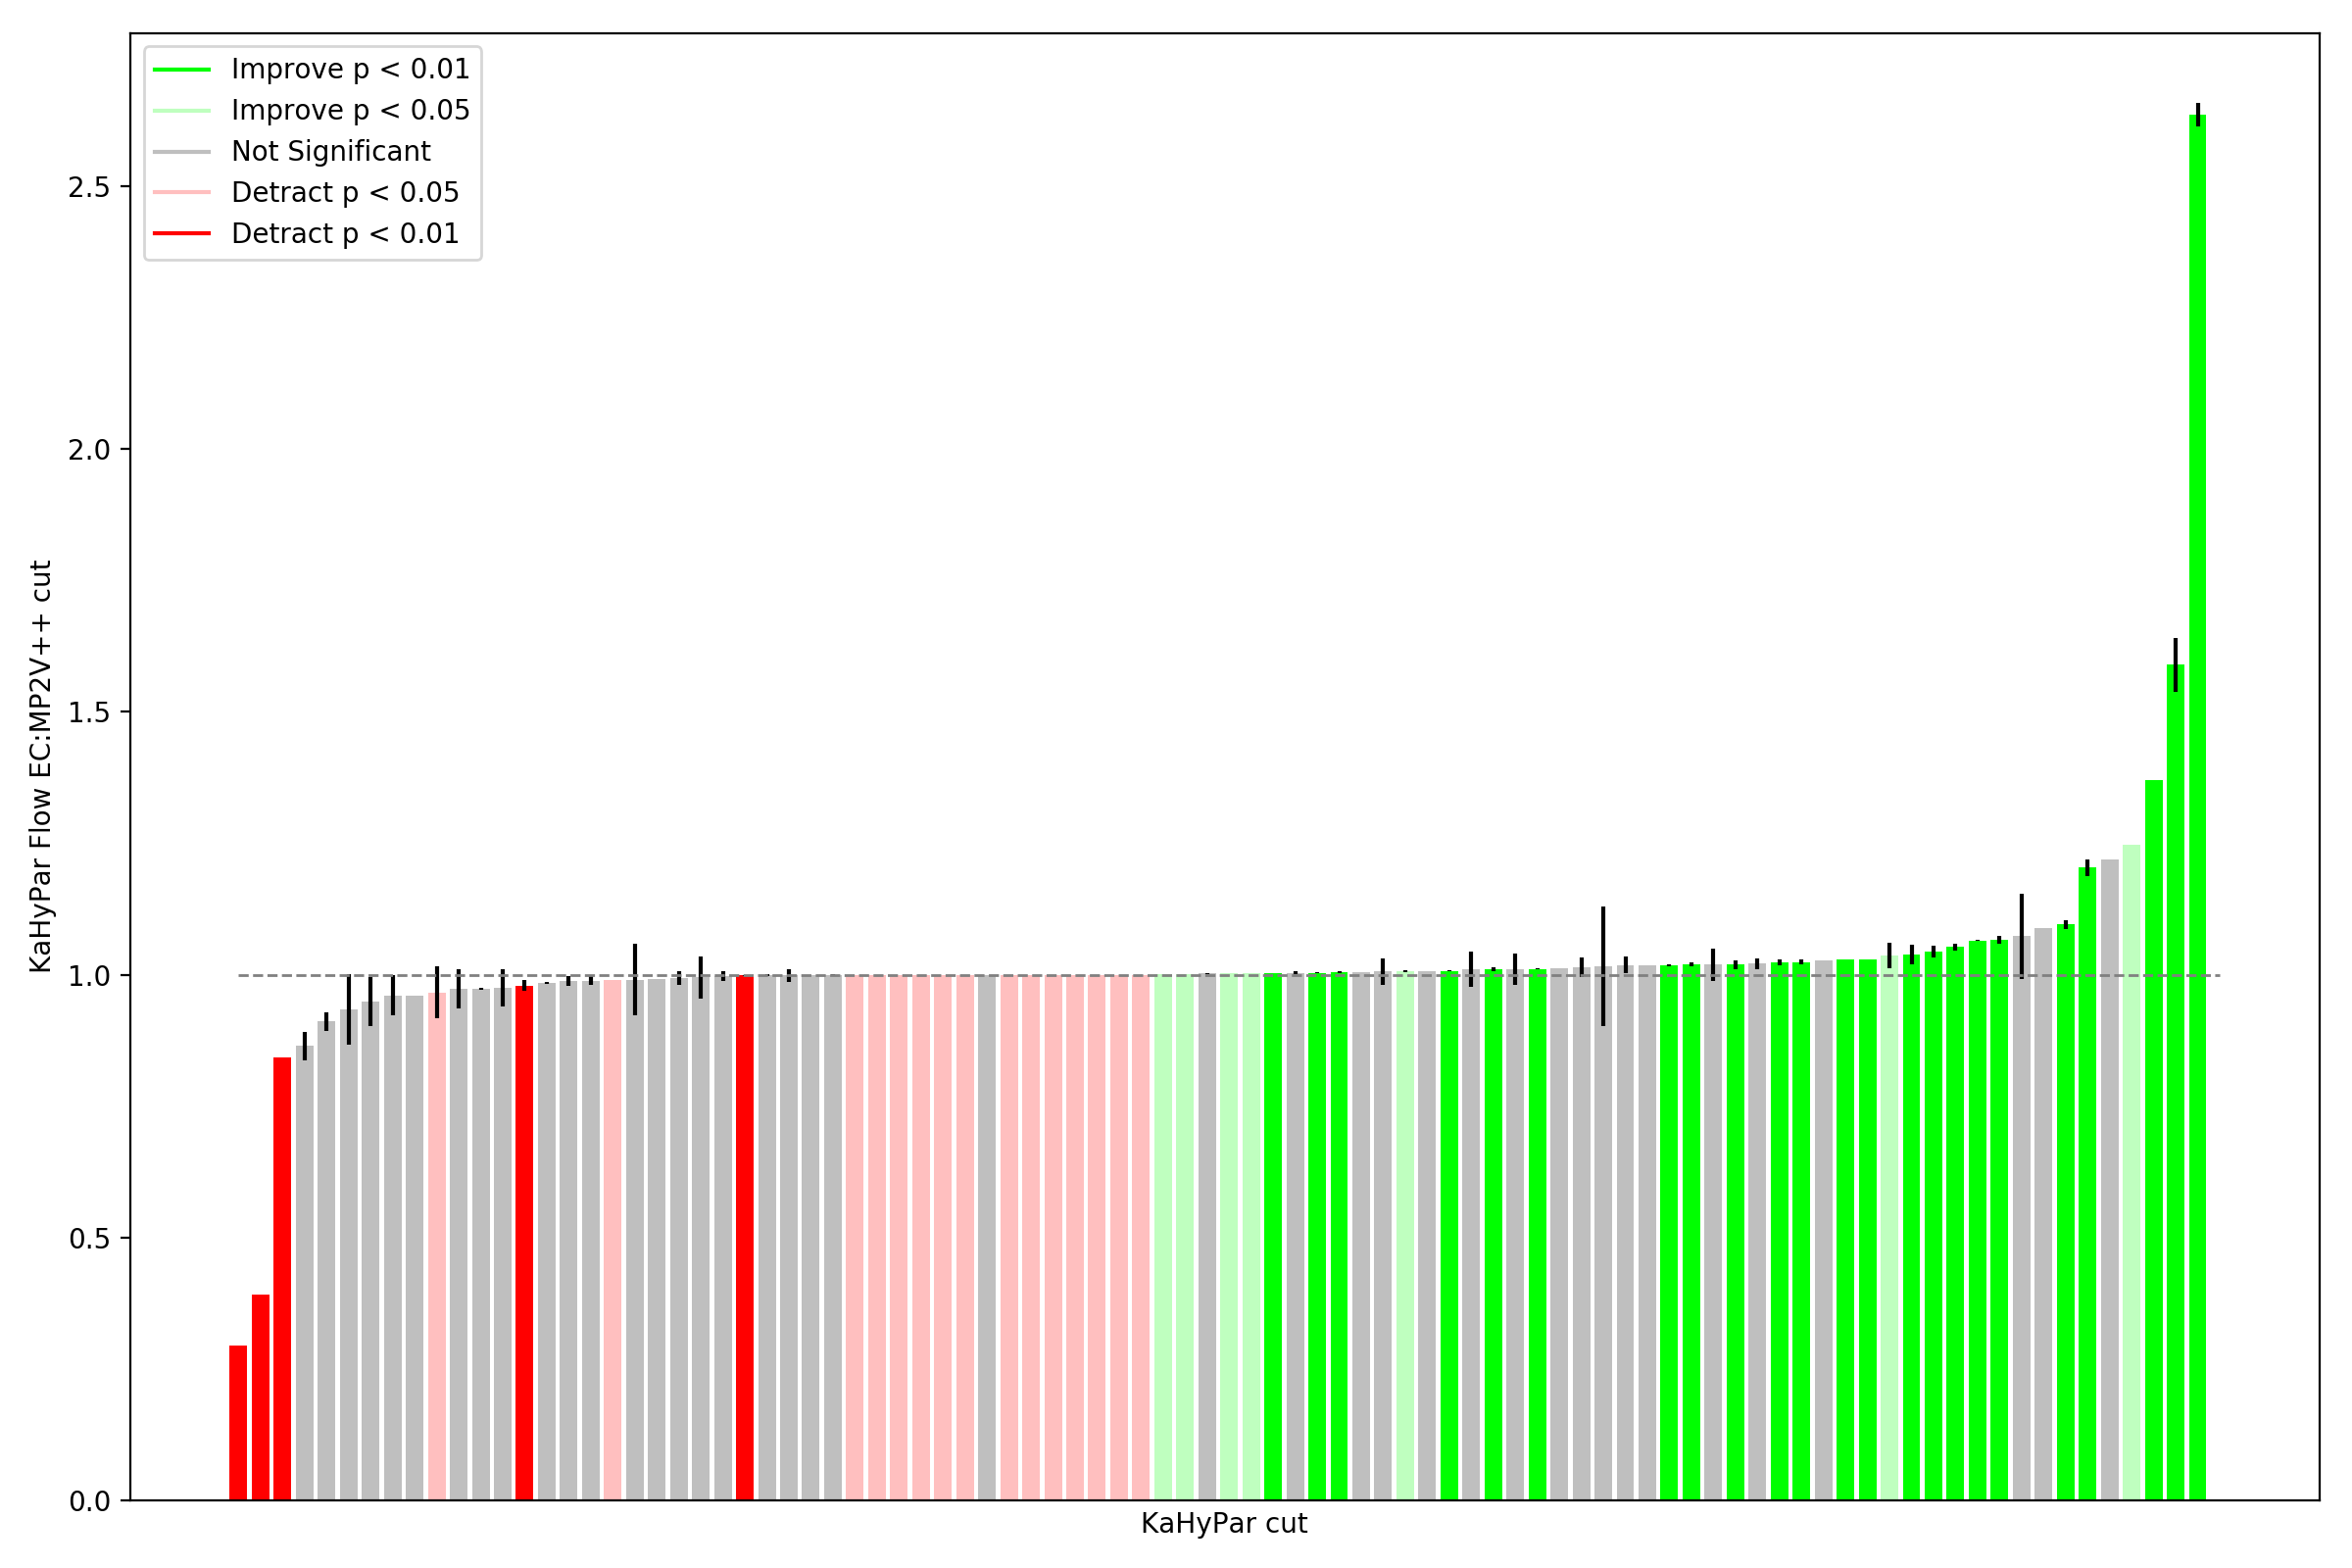 Improve p < 0.01
Improve p < 0.05
Not Significant
Detract p < 0.05
Detract p < 0.01
2.5
2.0
1.5
1.0
0.5
0.0
KaHyPar Flow EC:MP2V++ cut
KaHyPar cut